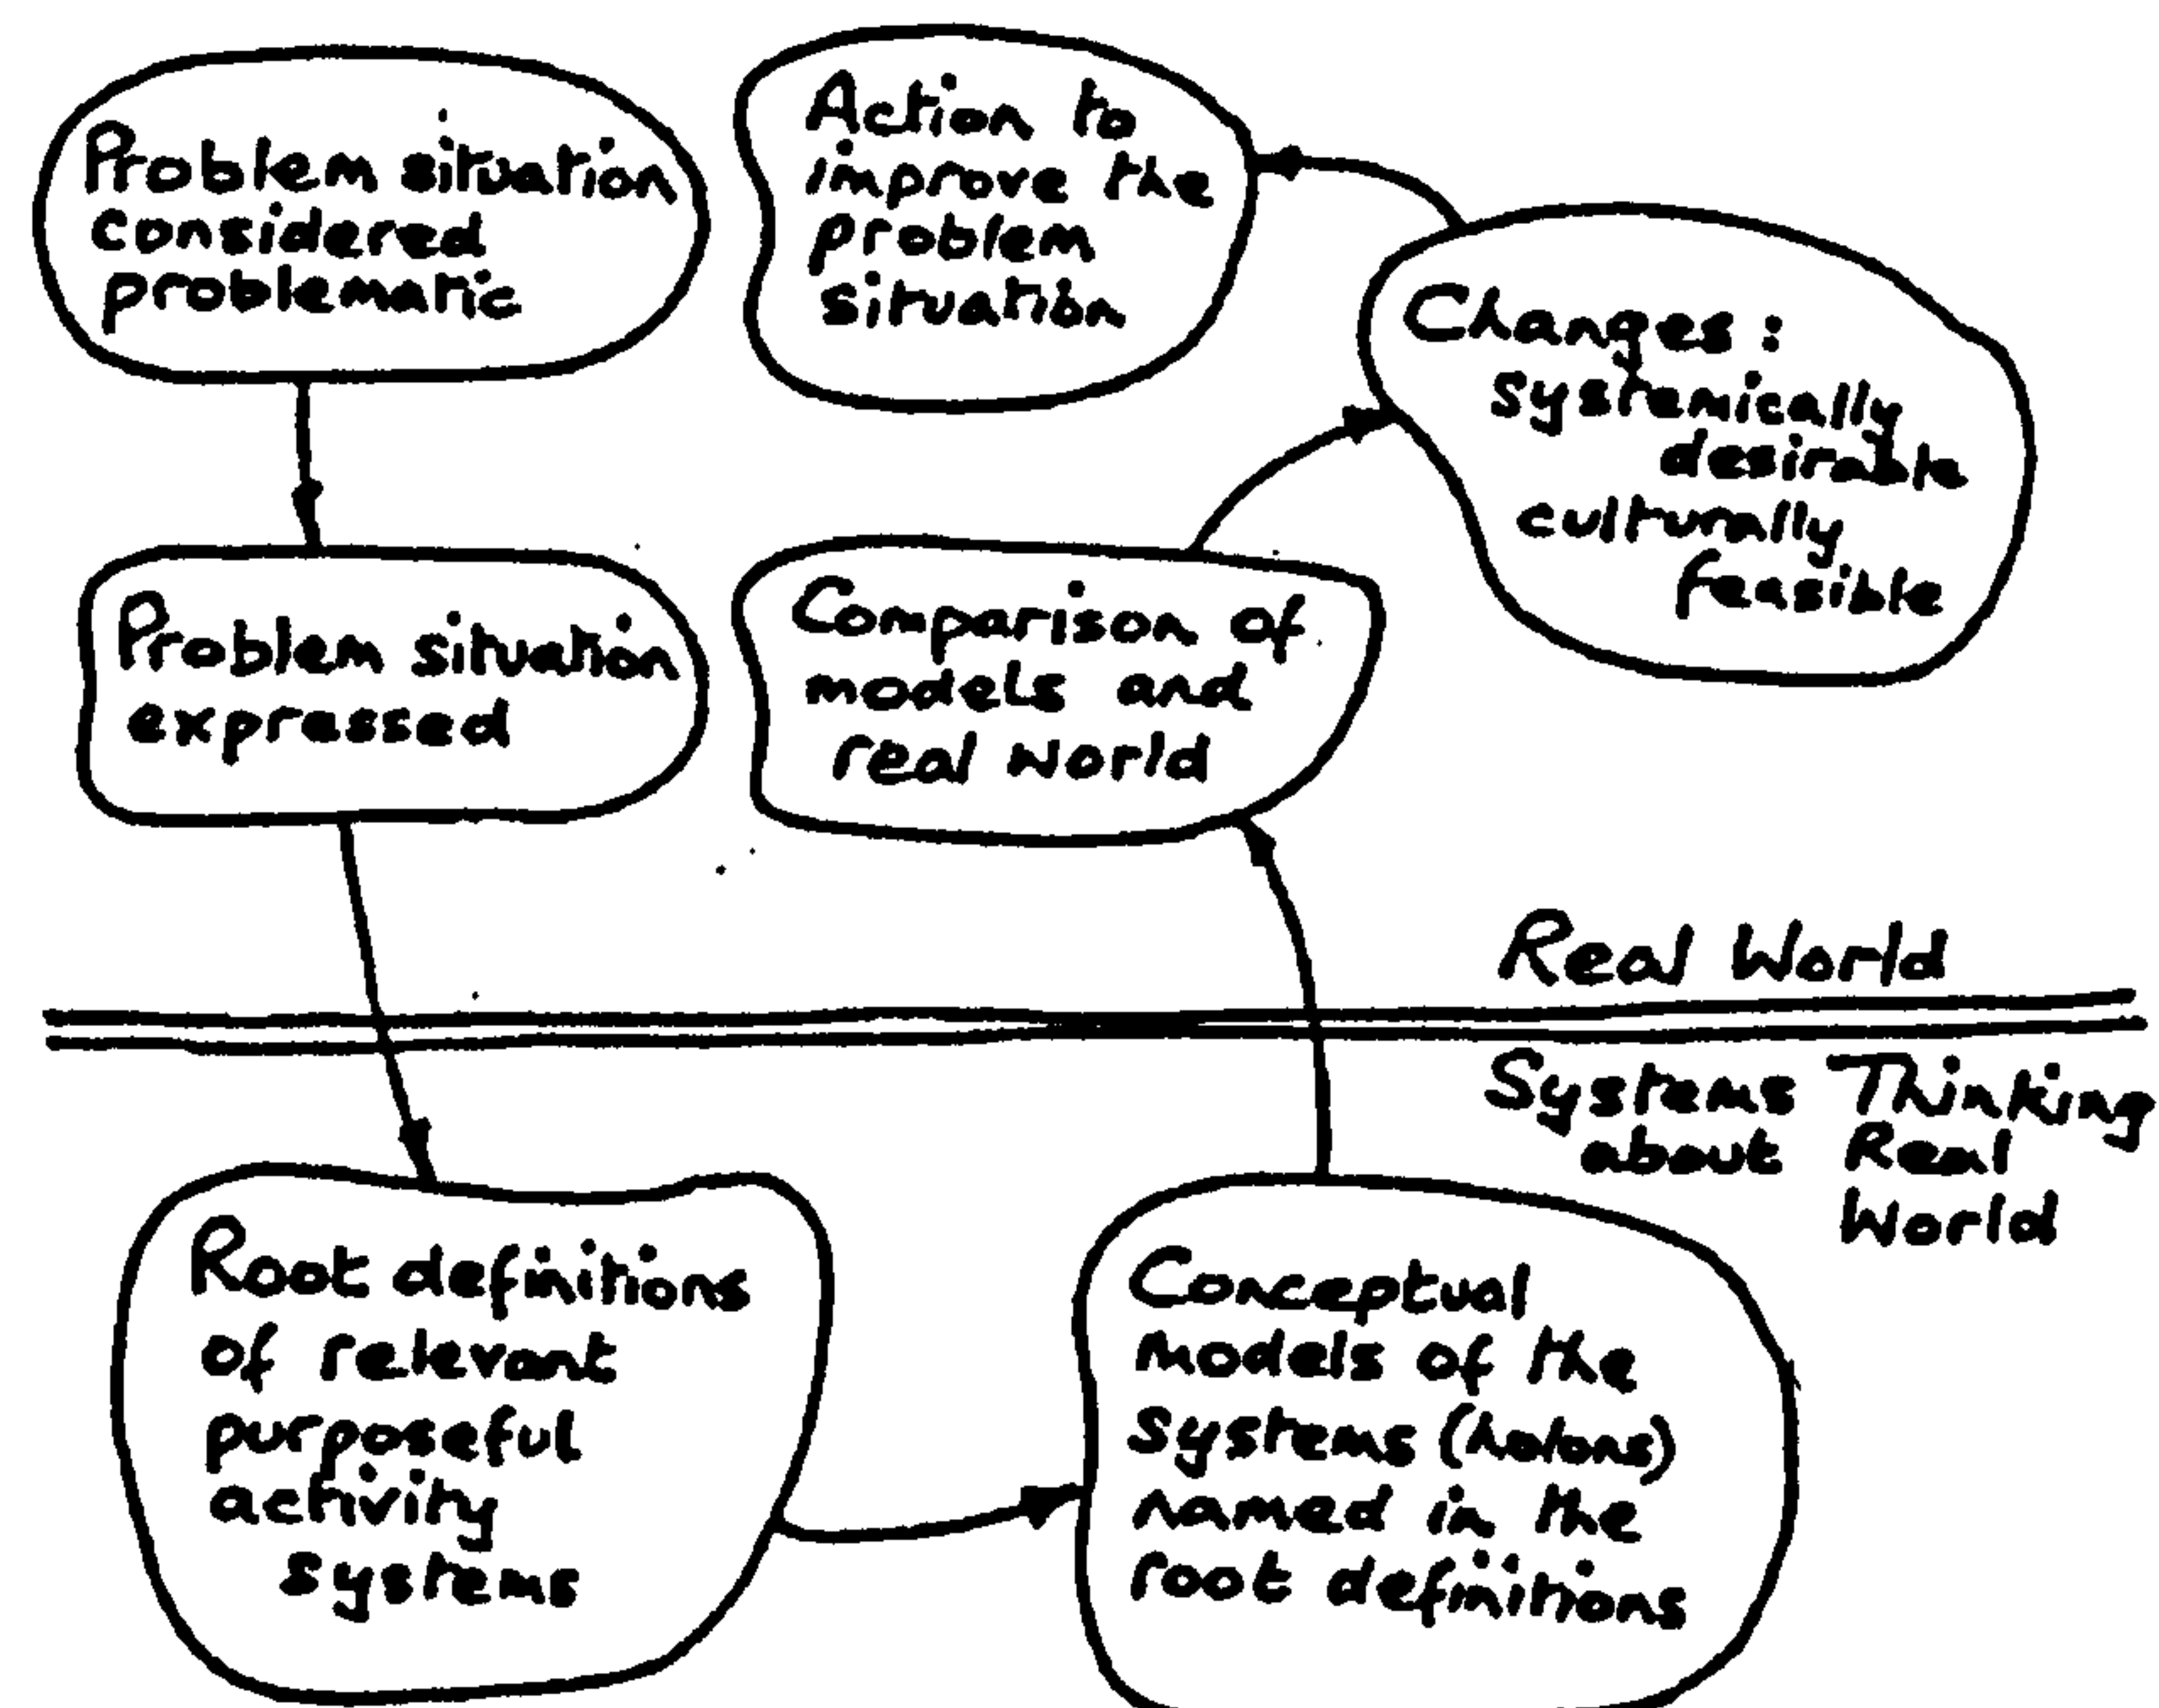 Problem situation
considered
problematic
Action to
improve the
problem
situation
Changes:
systemically
desirable
culturally
feasible
Problem situation
expressed
Comparison of
models and
real world
Real World
Systems Thinking
about Real
World
Root definitions
of relevant
purposeful
activity
systems
Conceptual
models of the
systems (holons)
named in the
root definitions